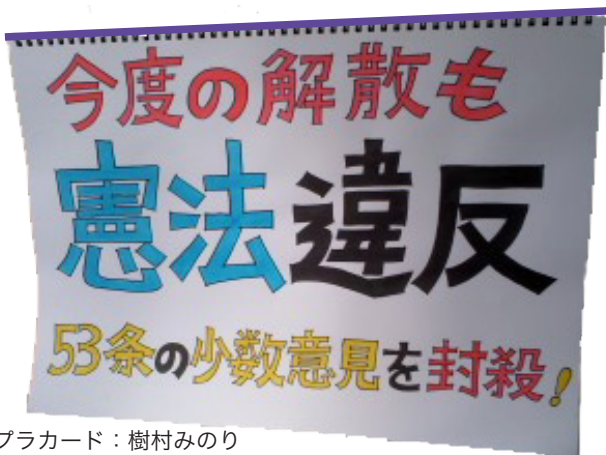 今度の解散も
憲法違反
53条の少数意見を封殺!
プラカード：樹村みのり